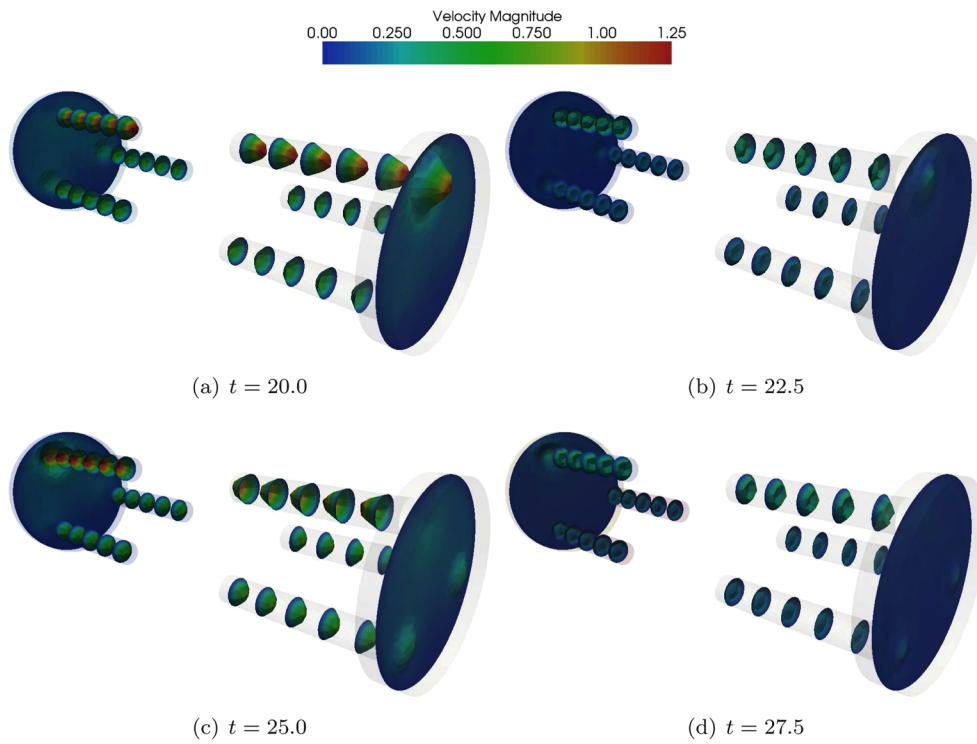 Velocity Magnitude
0.00 0.250 0.500 0.750 1.00 1.25
(a) t = 20.0
(b) t = 22.5
(c) t = 25.0
(d) t = 27.5